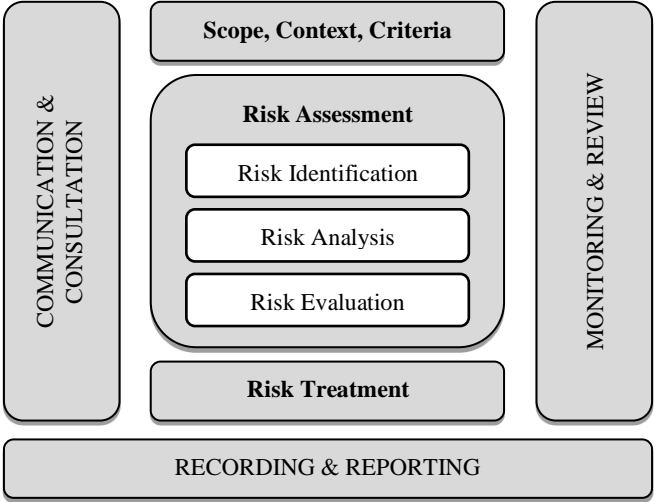 COMMUNICATION &
CONSULTATION
Scope, Context, Criteria
Risk Assessment
Risk Identification
Risk Analysis
Risk Evaluation
Risk Treatment
MONITORING & REVIEW
RECORDING & REPORTING